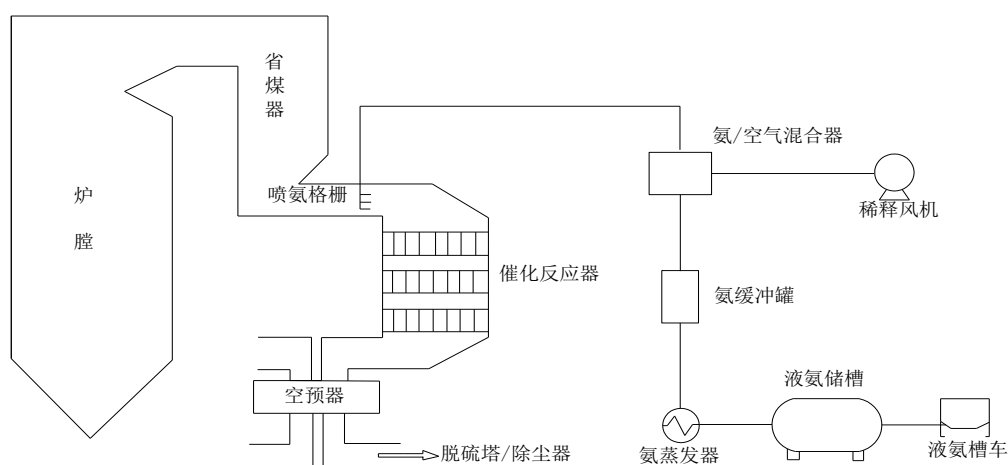 省煤器
氨/空气混合器
炉膛
喷氨格栅
稀释风机
催化反应器
氨缓冲罐
液氨储槽
空预器
脱硫塔/除尘器
氨蒸发器
液氨槽车